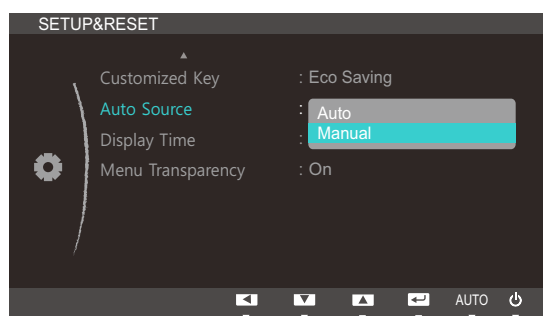 SETUP&RESET
Customized Key : Eco Saving
Auto Source : Auto
Manual
Display Time :
Menu Transparency : On
AUTO